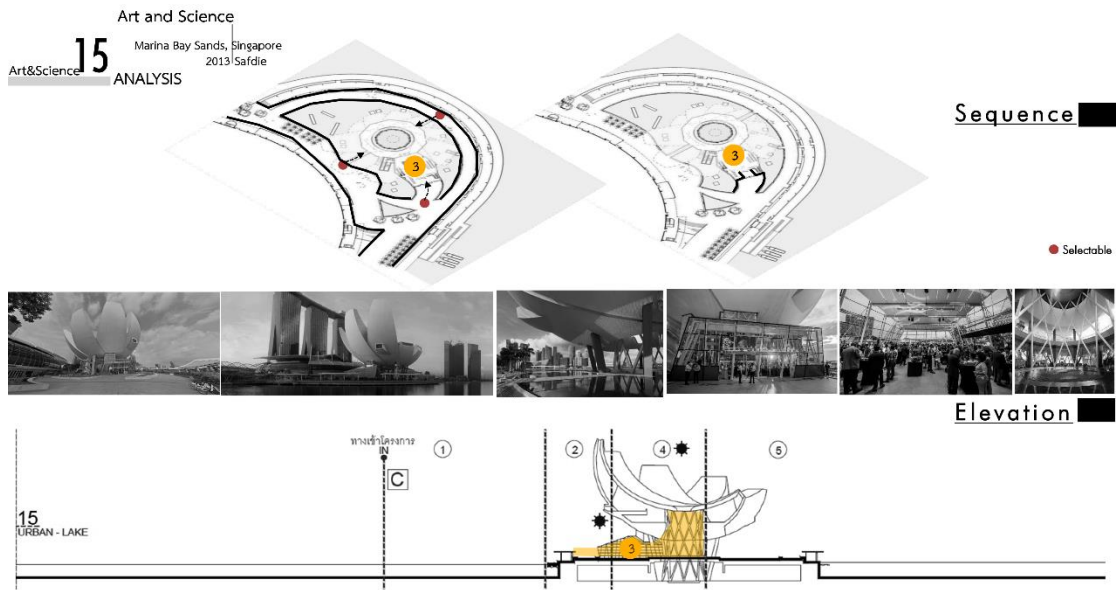 Art and Science
Marina Bay Sands, Singapore
2013 Safdie
Art&Science 15 ANALYSIS
3
3
Sequence
Selectable
Elevation
ทางเข้าโครงการ
IN
C
1
2
4
5
3
15
URBAN - LAKE